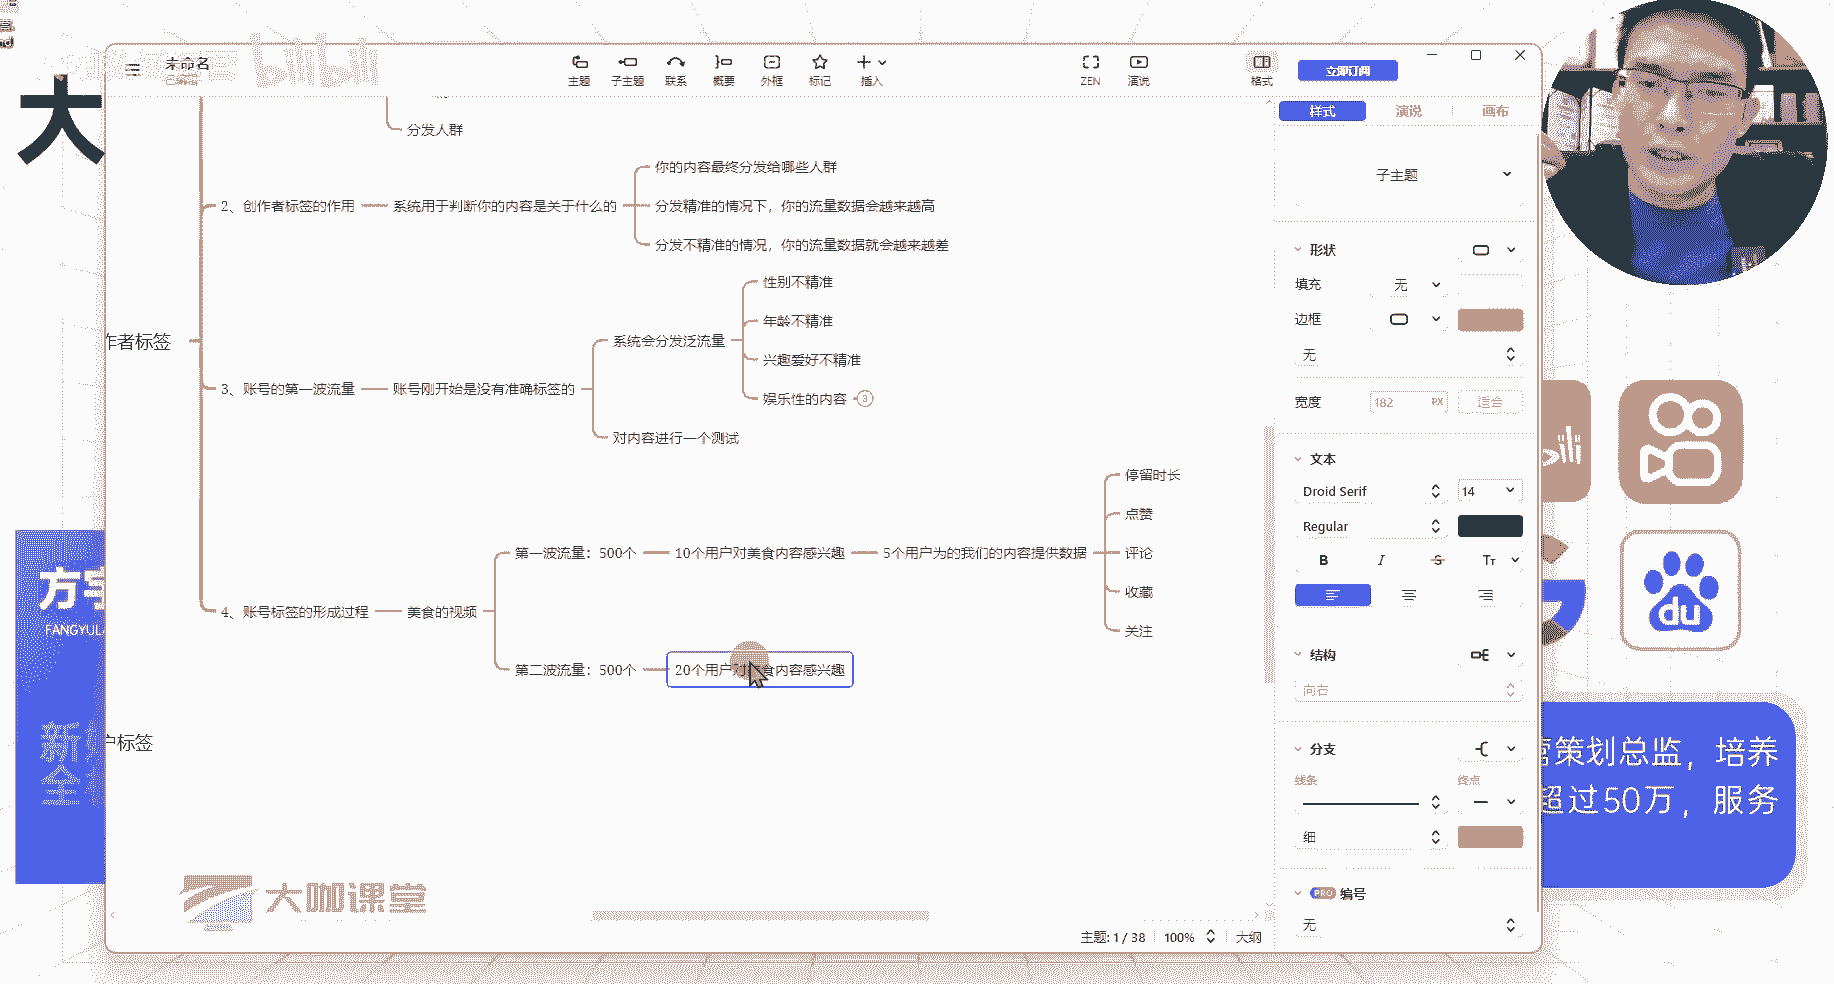 大
bilibili
未命名
已编辑
主题
子主题
联系
概要
外框
标记
插入
ZEN
演说
格式
立即订阅
样式
演说
画布
分发人群
2、创作者标签的作用
系统用于判断你的内容是关于什么的
你的内容最终分发给哪些人群
分发精准的情况下，你的流量数据会越来越高
分发不精准的情况，你的流量数据就会越来越差
作者标签
3、账号的第一波流量
账号刚开始是没有准确标签的
系统会分发泛流量
性别不精准
年龄不精准
兴趣爱好不精准
娱乐性的内容
3
对内容进行一个测试
4、账号标签的形成过程
美食的视频
第一波流量：500个
10个用户对美食内容感兴趣
5个用户为的我们的内容提供数据
停留时长
点赞
评论
收藏
关注
第二波流量：500个
20个用户对美食内容感兴趣
户标签
子主题
形状
填充
无
边框
无
宽度
182
PX
适合
文本
Droid Serif
14
Regular
B
I
S
Tт
结构
向右
分支
线条
终点
细
PRO
编号
无
主题: 1 / 38
100%
大纲
大咖课堂
方宇
FANGYUL
新
全
du
营策划总监，培养
超过50万，服务